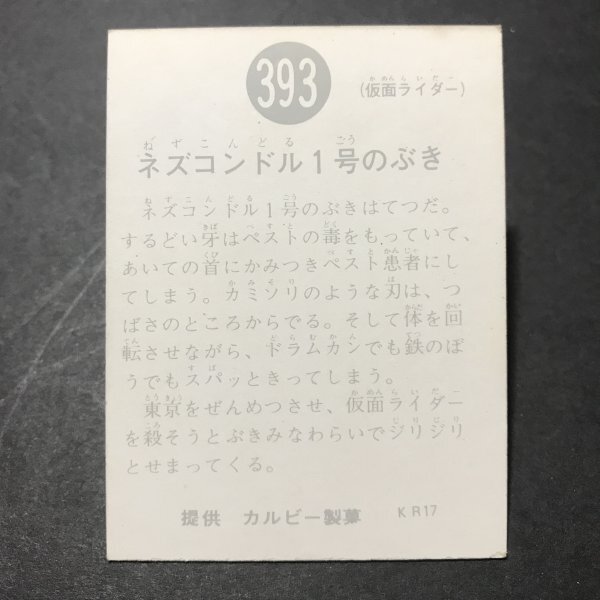 393
(仮面ライダー)
ネズコンドル1号のぶき
ネズコンドル1号のぶきはてつだ。
するどい牙はペストの毒をもっていて、
あいての首にかみつきペスト患者にし
てしまう。カミソリのような刃は、つ
ばさのところからでる。そして体を回
転させながら、ドラムカンでも鉄のぼ
うでもスパッときってしまう。
東京をぜんめつさせ、仮面ライダー
を殺そうとぶきみなわらいでジリジリ
とせまってくる。
提供 カルビー製菓 KR17